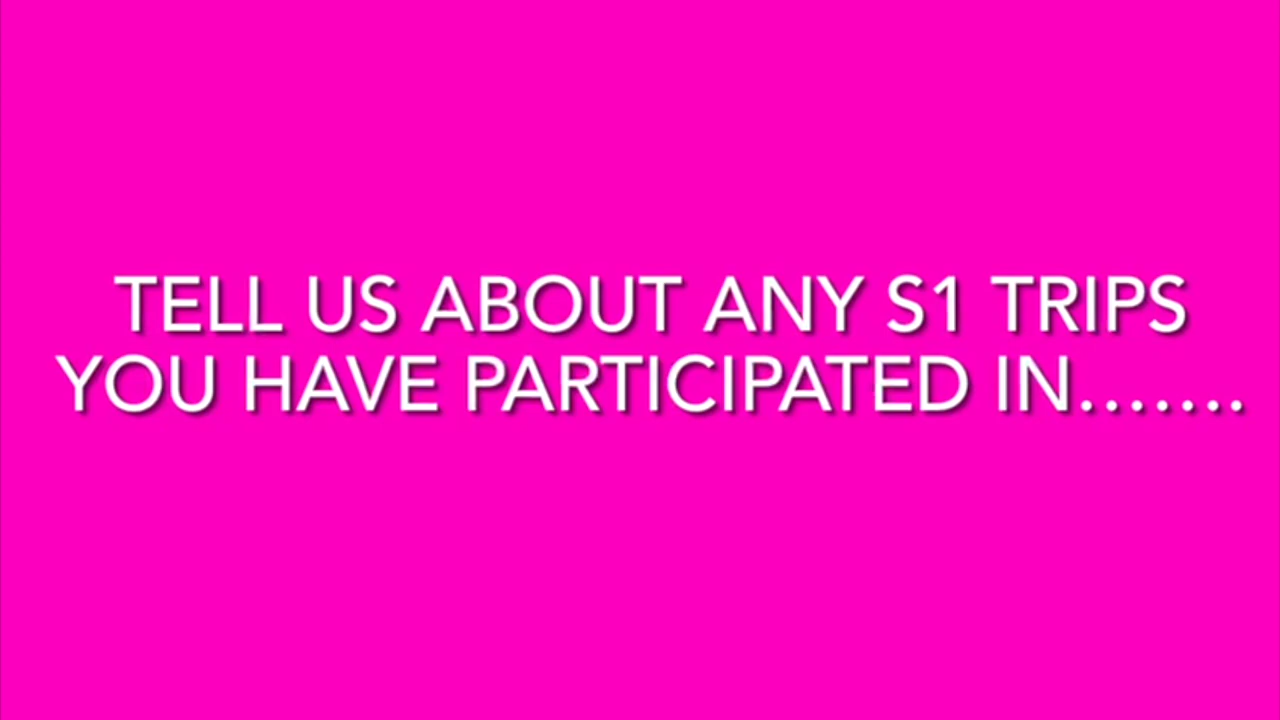 TELL US ABOUT ANY S1 TRIPS
YOU HAVE PARTICIPATED IN.......